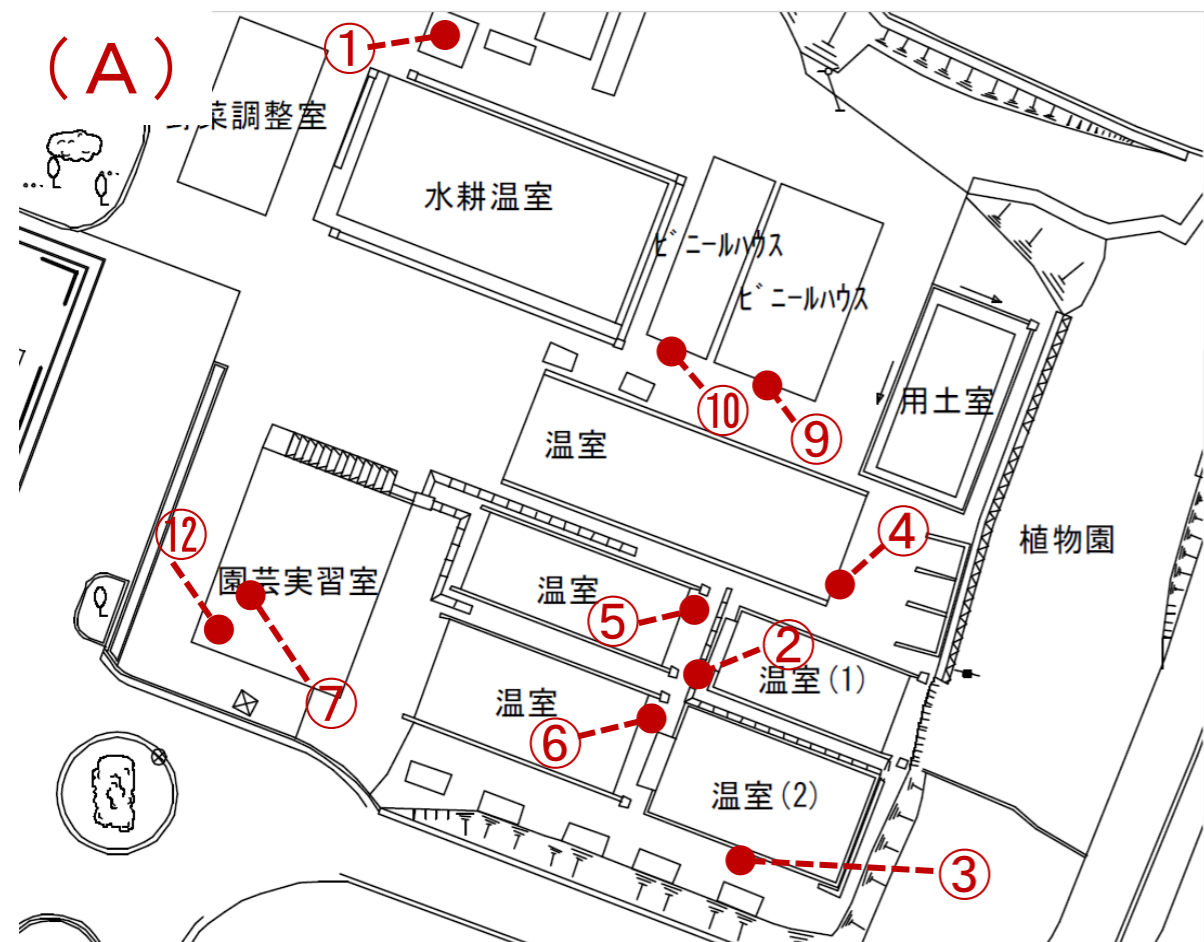 (A)
①
菜調整室
水耕温室
ビニールハウス
ビニールハウス
⑩
⑨
用土室
温室
④
植物園
⑫
園芸実習室
温室
⑤
②
温室(1)
⑦
温室
⑥
温室(2)
③